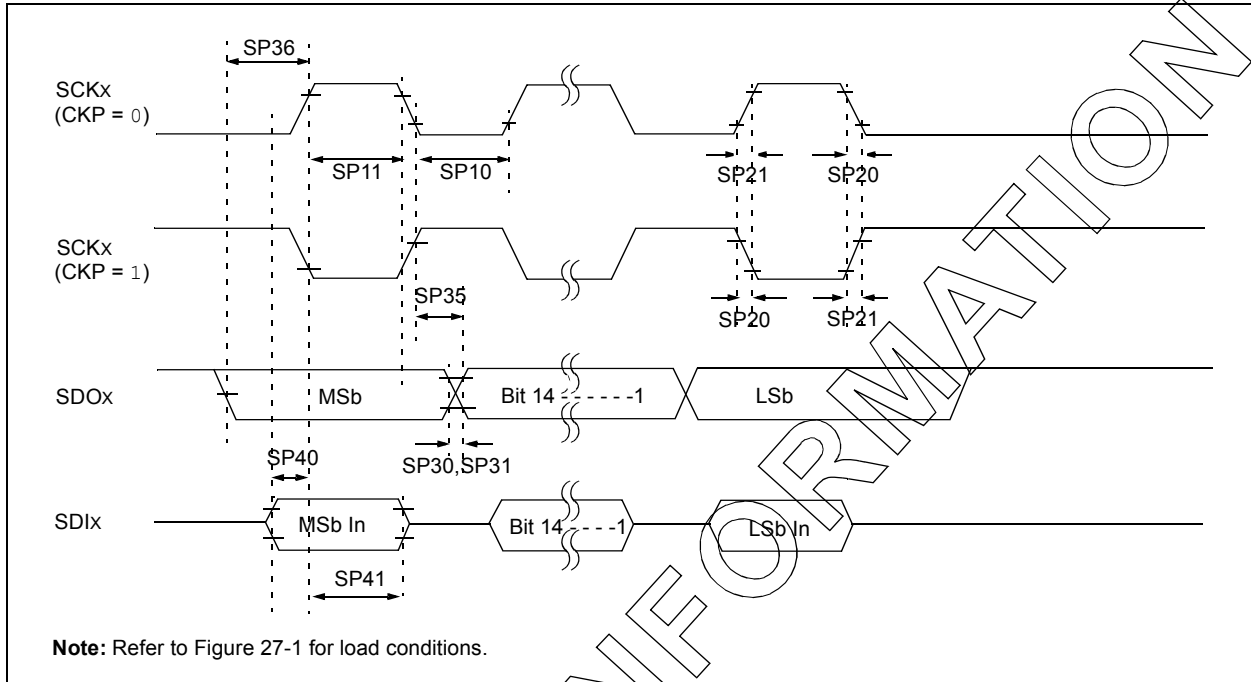 SP36
SCKx
(CKP = 0)
SP11
SP10
SP21
SP20
SCKx
(CKP = 1)
SP35
SP20
SP21
SDOx
MSb
Bit 14 - - - - - -1
LSb
SP40
SP30,SP31
SDIx
MSb In
Bit 14 - - - - -1
LSb In
SP41
Note: Refer to Figure 27-1 for load conditions.
NFORMATION